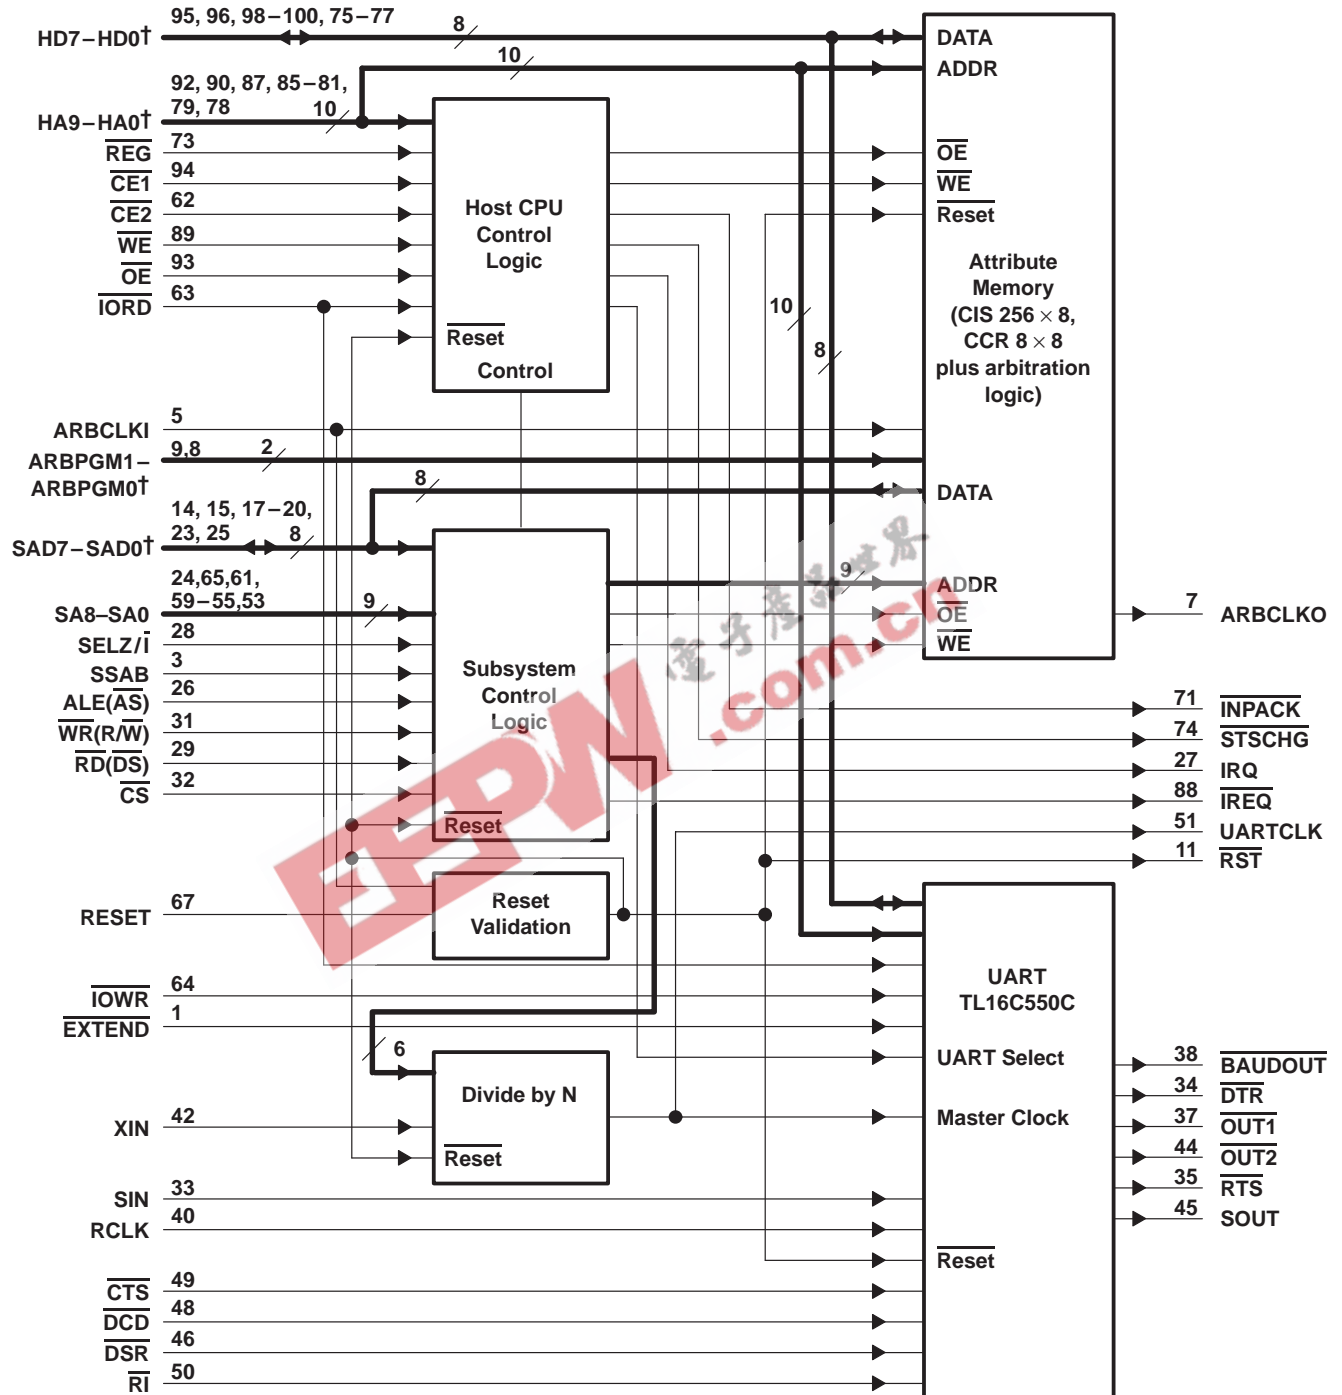 95, 96, 98–100, 75–77
HD7–HD0†
8
DATA
10
ADDR
92, 90, 87, 85–81,
79, 78
10
HA9–HA0†
REG
73
OE
CE1
94
WE
CE2
62
Reset
WE
89
OE
93
IORD
63
Host CPU
Control
Logic
Reset
Control
Attribute
Memory
(CIS 256 × 8,
CCR 8 × 8
plus arbitration
logic)
10
8
ARBCLKI
5
ARBPGM1–
ARBPGM0†
9,8
2
8
DATA
14, 15, 17–20,
23, 25
8
SAD7–SAD0†
9
ADDR
24,65,61,
59–55,53
9
SA8–SA0
OE
7
ARBCLKO
SELZ/I
28
WE
SSAB
3
ALE(AS)
26
WR(R/W)
31
RD(DS)
29
CS
32
Subsystem
Control
Logic
Reset
71
INPACK
74
STSCHG
27
IRQ
88
IREQ
51
UARTCLK
11
RST
電子產品世界
EEPW
.com.cn
RESET
67
Reset
Validation
IOWR
64
EXTEND
1
UART
TL16C550C
6
UART Select
Divide by N
Master Clock
XIN
42
Reset
38
BAUDOUT
34
DTR
37
OUT1
44
OUT2
35
RTS
45
SOUT
SIN
33
RCLK
40
Reset
CTS
49
DCD
48
DSR
46
RI
50